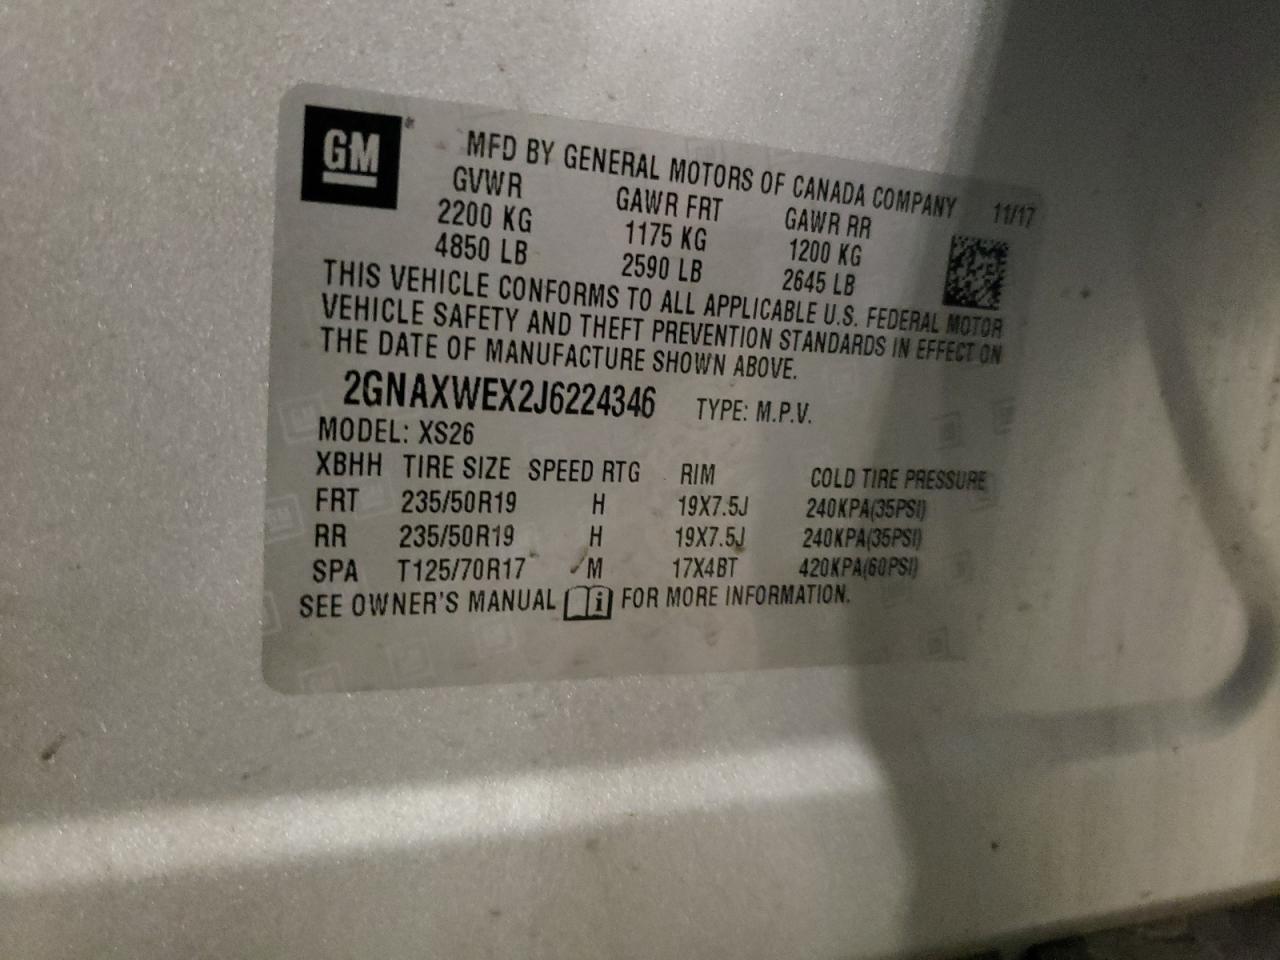 GM
MFD BY GENERAL MOTORS OF CANADA COMPANY 11/17
GVWR GAWR FRT GAWR RR
2200 KG 1175 KG 1200 KG
4850 LB 2590 LB 2645 LB
THIS VEHICLE CONFORMS TO ALL APPLICABLE U.S. FEDERAL MOTOR
VEHICLE SAFETY AND THEFT PREVENTION STANDARDS IN EFFECT ON
THE DATE OF MANUFACTURE SHOWN ABOVE.
2GNAXWEX2J6224346 TYPE: M.P.V.
MODEL: XS26
XBHH TIRE SIZE SPEED RTG RIM COLD TIRE PRESSURE
FRT 235/50R19 H 19X7.5J 240KPA(35PSI)
RR 235/50R19 H 19X7.5J 240KPA(35PSI)
SPA T125/70R17 M 17X4BT 420KPA(60PSI)
SEE OWNER'S MANUAL i FOR MORE INFORMATION.